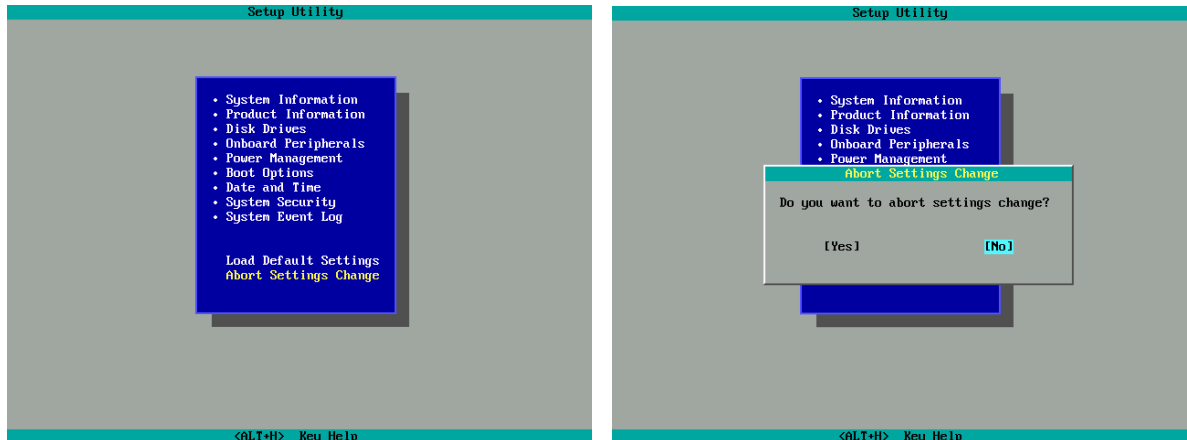 Setup Utility
• System Information
• Product Information
• Disk Drives
• Onboard Peripherals
• Power Management
• Boot Options
• Date and Time
• System Security
• System Event Log
Load Default Settings
Abort Settings Change
<ALT+H> Key Help
Setup Utility
• System Information
• Product Information
• Disk Drives
• Onboard Peripherals
• Power Management
Abort Settings Change
Do you want to abort settings change?
[Yes] [No]
<ALT+H> Key Help